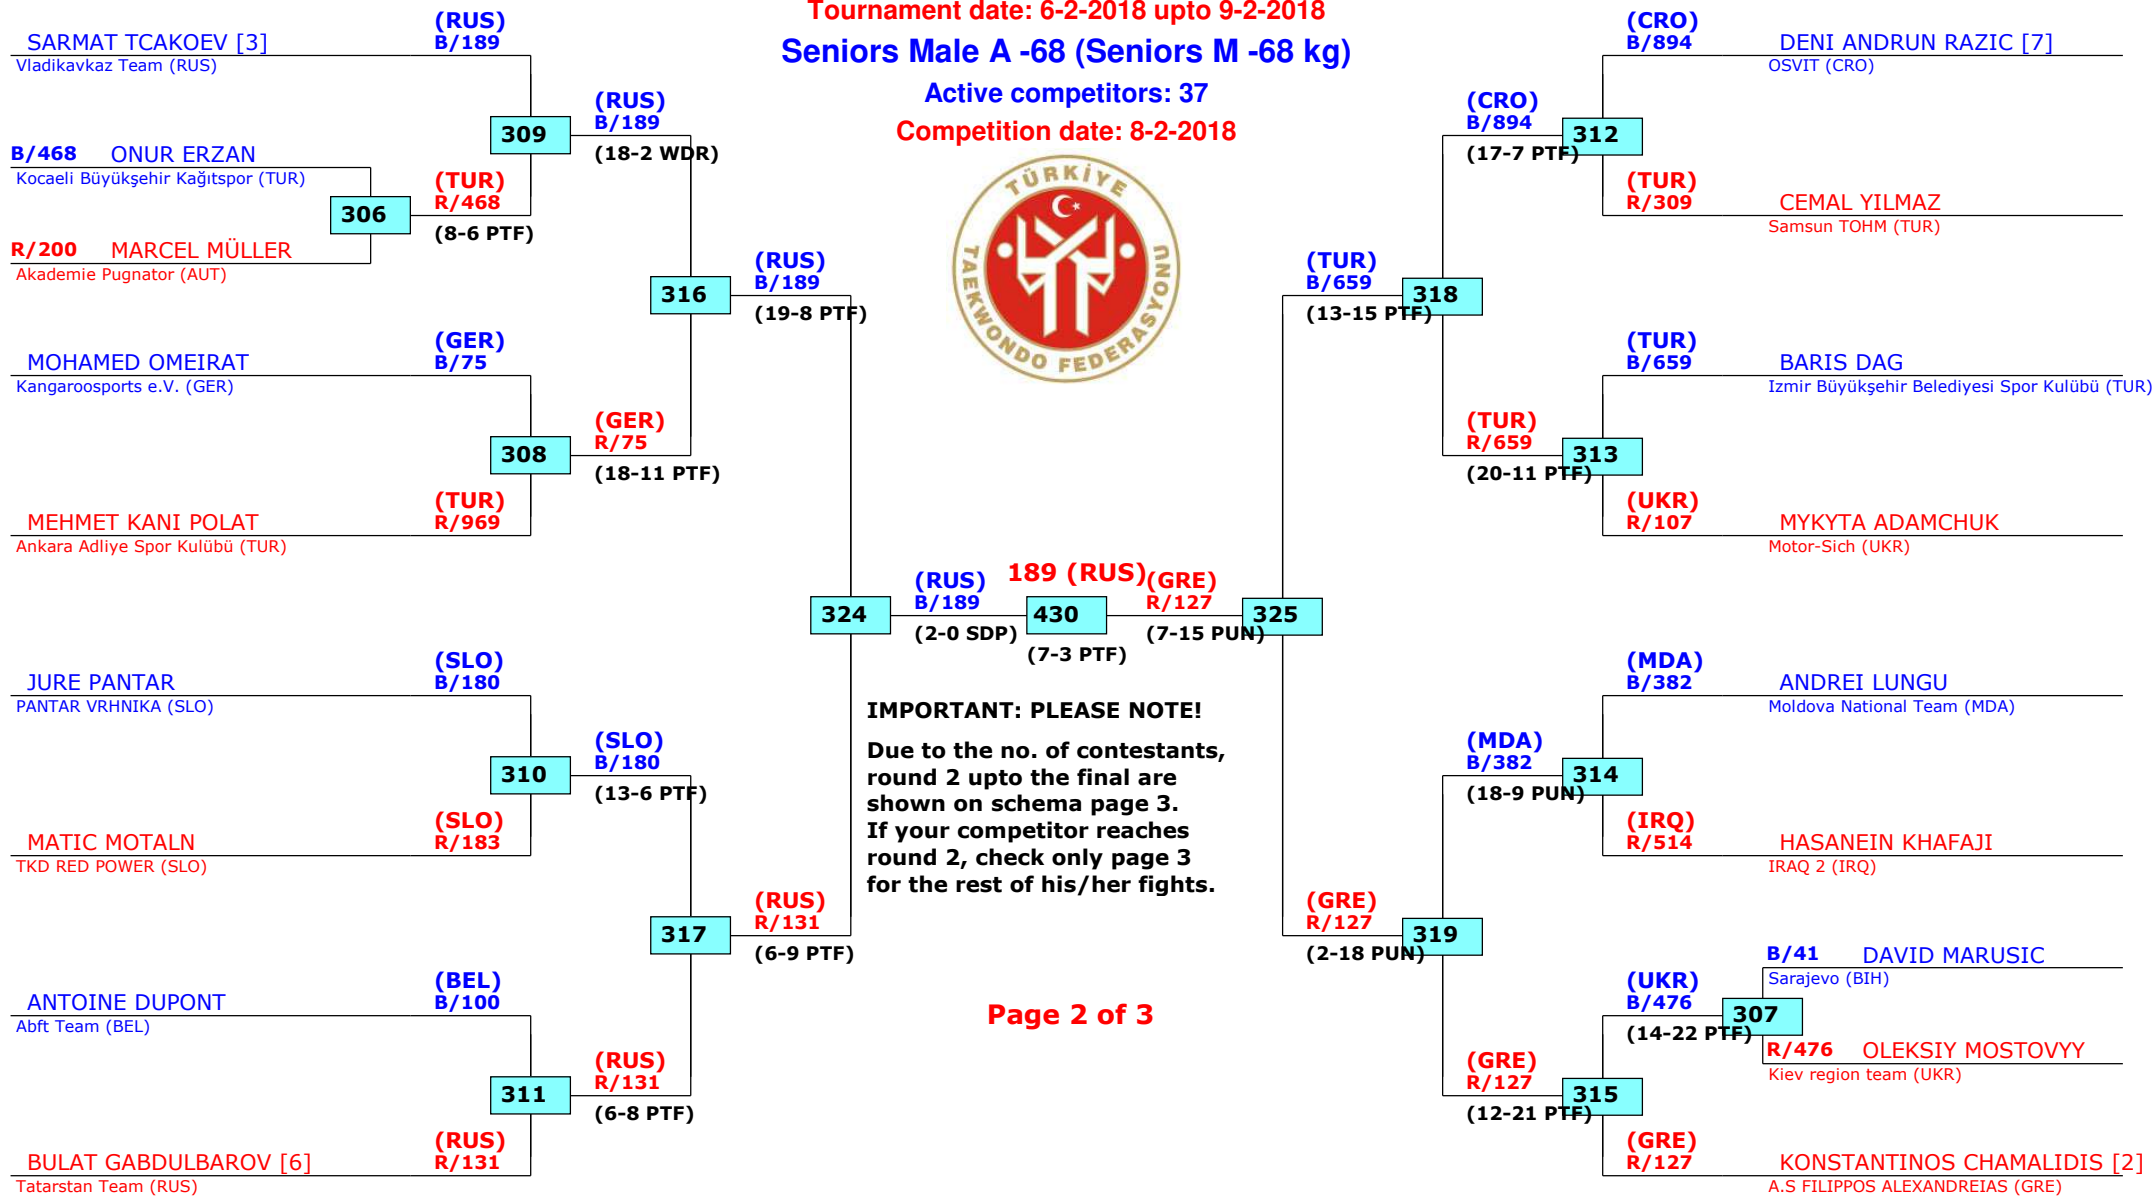 Tournament date: 6-2-2018 upto 9-2-2018
Seniors Male A -68 (Seniors M -68 kg)
Active competitors: 37
Competition date: 8-2-2018
TÜRKİYE
TAEKWONDO FEDERASYONU
SARMAT TCAKOEV [3]
Vladikavkaz Team (RUS)
(RUS)
B/189
309
(RUS)
B/189
(18-2 WDR)
B/468 ONUR ERZAN
Kocaeli Büyükşehir Kağıtspor (TUR)
306
(TUR)
R/468
(8-6 PTF)
R/200 MARCEL MÜLLER
Akademie Pugnator (AUT)
316
(RUS)
B/189
(19-8 PTF)
MOHAMED OMEIRAT
Kangaroosports e.V. (GER)
(GER)
B/75
308
(GER)
R/75
(18-11 PTF)
MEHMET KANI POLAT
Ankara Adliye Spor Kulübü (TUR)
(TUR)
R/969
324
(RUS)
B/189
(2-0 SDP)
189 (RUS)
430
(7-3 PTF)
(GRE)
R/127
(7-15 PUN)
325
JURE PANTAR
PANTAR VRHNIKA (SLO)
(SLO)
B/180
310
(SLO)
B/180
(13-6 PTF)
MATIC MOTALN
TKD RED POWER (SLO)
(SLO)
R/183
317
(RUS)
R/131
(6-9 PTF)
ANTOINE DUPONT
Abft Team (BEL)
(BEL)
B/100
311
(RUS)
R/131
(6-8 PTF)
BULAT GABDULBAROV [6]
Tatarstan Team (RUS)
(RUS)
R/131
IMPORTANT: PLEASE NOTE!
Due to the no. of contestants,
round 2 upto the final are
shown on schema page 3.
If your competitor reaches
round 2, check only page 3
for the rest of his/her fights.
Page 2 of 3
(CRO)
B/894
DENI ANDRUN RAZIC [7]
OSVIT (CRO)
(CRO)
B/894
(17-7 PTF)
312
(TUR)
R/309
CEMAL YILMAZ
Samsun TOHM (TUR)
(TUR)
B/659
(13-15 PTF)
318
(TUR)
B/659
BARIS DAG
Izmir Büyükşehir Belediyesi Spor Kulübü (TUR)
(TUR)
R/659
(20-11 PTF)
313
(UKR)
R/107
MYKYTA ADAMCHUK
Motor-Sich (UKR)
(MDA)
B/382
ANDREI LUNGU
Moldova National Team (MDA)
(MDA)
B/382
(18-9 PUN)
314
(IRQ)
R/514
HASANEIN KHAFAJI
IRAQ 2 (IRQ)
(GRE)
R/127
(2-18 PUN)
319
B/41 DAVID MARUSIC
Sarajevo (BIH)
(UKR)
B/476
(14-22 PTF)
307
R/476 OLEKSIY MOSTOVYY
Kiev region team (UKR)
(GRE)
R/127
(12-21 PTF)
315
(GRE)
R/127
KONSTANTINOS CHAMALIDIS [2]
A.S FILIPPOS ALEXANDREIAS (GRE)